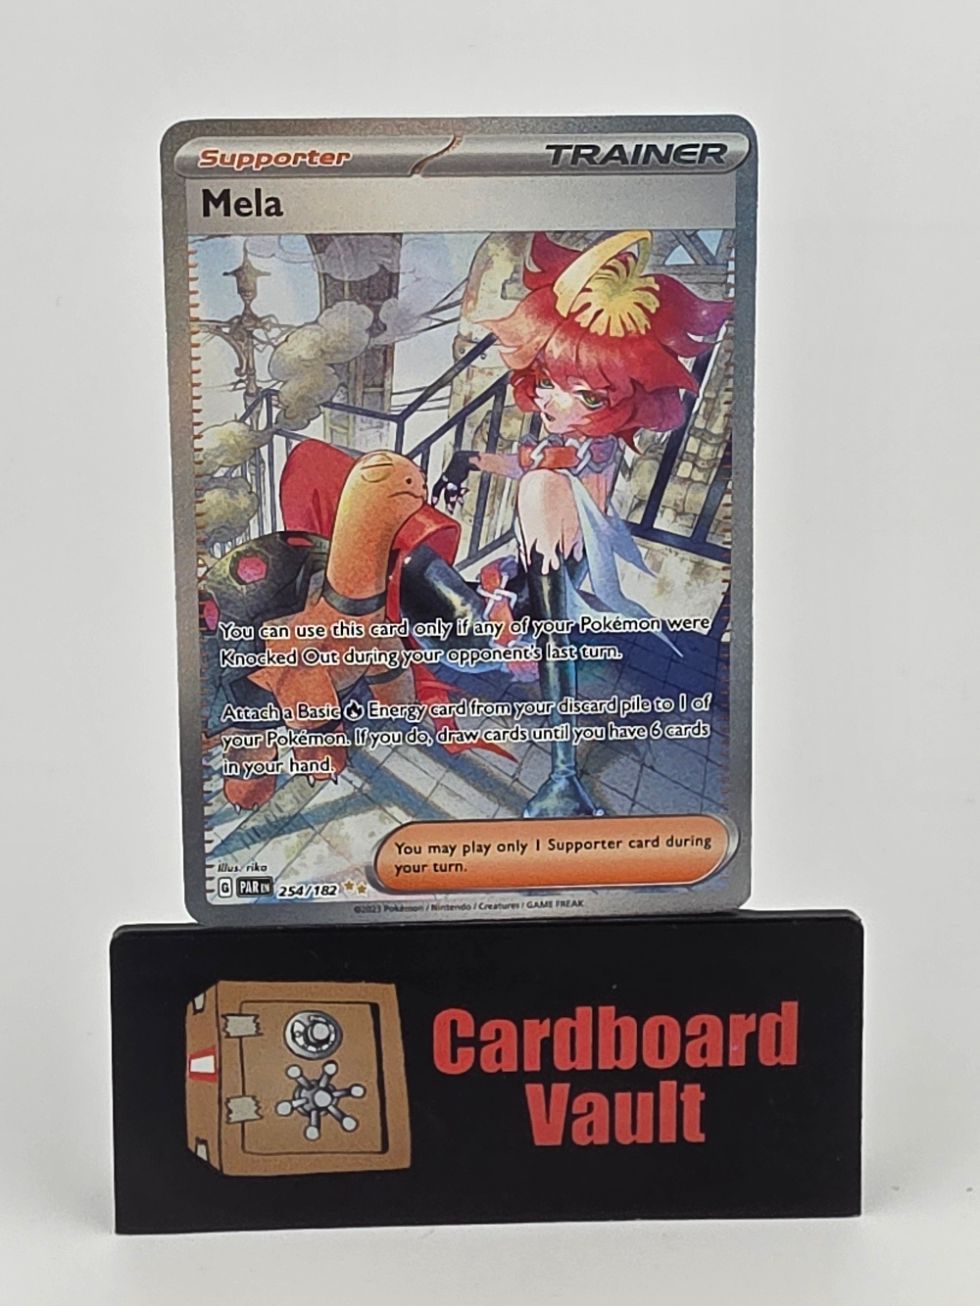 Supporter
TRAINER
Mela
You can use this card only if any of your Pokémon were
Knocked Out during your opponent's last turn.
Attach a Basic Energy card from your discard pile to 1 of
your Pokémon. If you do, draw cards until you have 6 cards
in your hand.
You may play only 1 Supporter card during
your turn.
Illus. rika
G PAR EN 254/182
©2023 Pokémon / Nintendo / Creatures / GAME FREAK
Cardboard
Vault